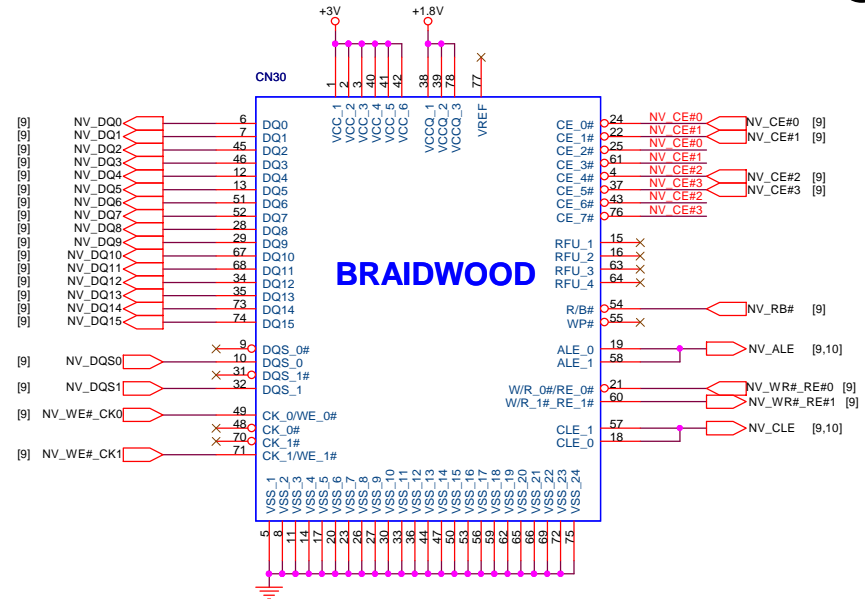 +3V +1.8V
CN30
1 2 3 40 41 42 38 39 78 77
VCC_1 VCC_2 VCC_3 VCC_4 VCC_5 VCC_6 VCCQ_1 VCCQ_2 VCCQ_3 VREF
[9] NV_DQ0 6 DQ0 CE_0# 24 NV_CE#0 NV_CE#0 [9]
[9] NV_DQ1 7 DQ1 CE_1# 22 NV_CE#1 NV_CE#1 [9]
[9] NV_DQ2 45 DQ2 CE_2# 25 NV_CE#0
[9] NV_DQ3 46 DQ3 CE_3# 61 NV_CE#1
[9] NV_DQ4 12 DQ4 CE_4# 4 NV_CE#2 NV_CE#2 [9]
[9] NV_DQ5 13 DQ5 CE_5# 37 NV_CE#3 NV_CE#3 [9]
[9] NV_DQ6 51 DQ6 CE_6# 43 NV_CE#2
[9] NV_DQ7 52 DQ7 CE_7# 76 NV_CE#3
[9] NV_DQ8 28 DQ8
[9] NV_DQ9 29 DQ9 RFU_1 15
[9] NV_DQ10 67 DQ10 RFU_2 16
[9] NV_DQ11 68 DQ11 RFU_3 63
[9] NV_DQ12 34 DQ12 RFU_4 64
BRAIDWOOD
[9] NV_DQ13 35 DQ13
[9] NV_DQ14 73 DQ14 R/B# 54 NV_RB# [9]
[9] NV_DQ15 74 DQ15 WP# 55
9 DQS_0# ALE_0 19 NV_ALE [9,10]
[9] NV_DQS0 10 DQS_0 ALE_1 58
31 DQS_1#
[9] NV_DQS1 32 DQS_1 W/R_0#/RE_0# 21 NV_WR#_RE#0 [9]
W/R_1#_RE_1# 60 NV_WR#_RE#1 [9]
[9] NV_WE#_CK0 49 CK_0/WE_0#
48 CK_0# CLE_1 57 NV_CLE [9,10]
70 CK_1# CLE_0 18
[9] NV_WE#_CK1 71 CK_1/WE_1#
VSS_1 VSS_2 VSS_3 VSS_4 VSS_5 VSS_6 VSS_7 VSS_8 VSS_9 VSS_10 VSS_11 VSS_12 VSS_13 VSS_14 VSS_15 VSS_16 VSS_17 VSS_18 VSS_19 VSS_20 VSS_21 VSS_22 VSS_23 VSS_24
5 8 11 14 17 20 23 26 27 30 33 36 44 47 50 53 56 59 62 65 66 69 72 75